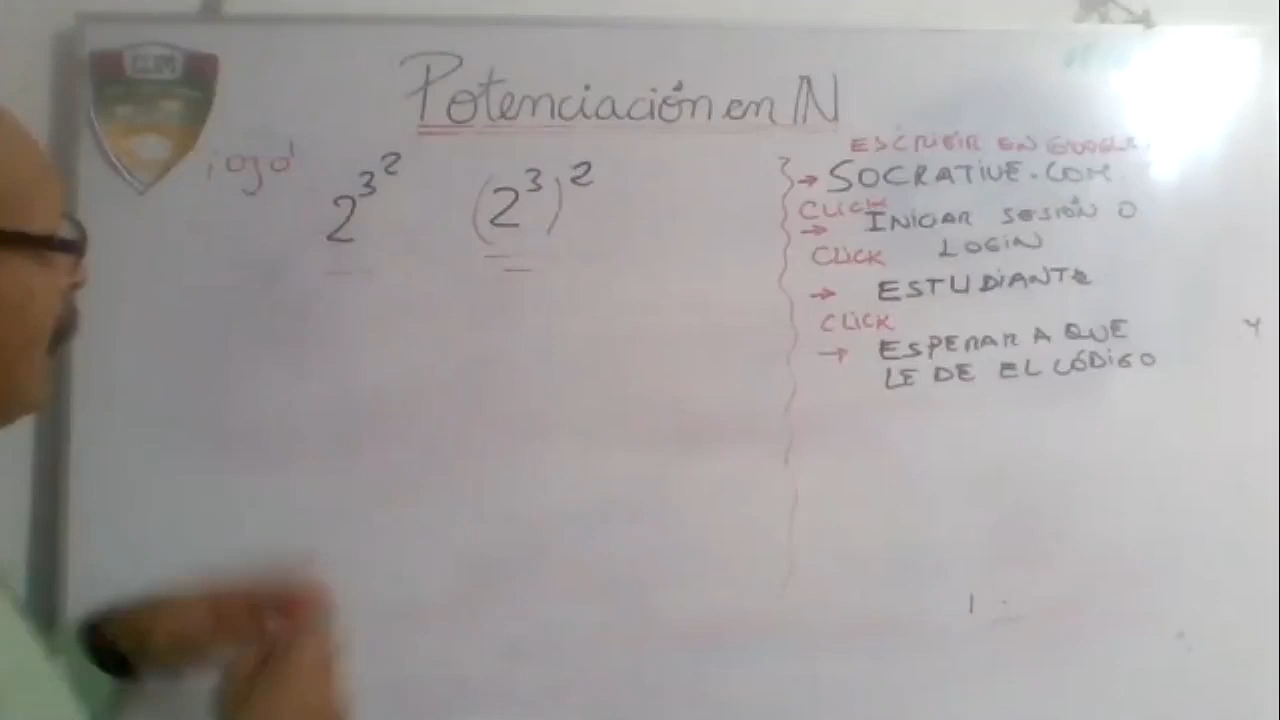 Potenciación en ℕ
¡OJO!
2^3^2 (2^3)^2
ESCRIBIR EN GOOGLE
→ SOCRATIVE.COM
CLICK
→ INICIAR SESIÓN O
CLICK LOGIN
→ ESTUDIANTE
CLICK
→ ESPERAR A QUE
LE DE EL CÓDIGO
Y